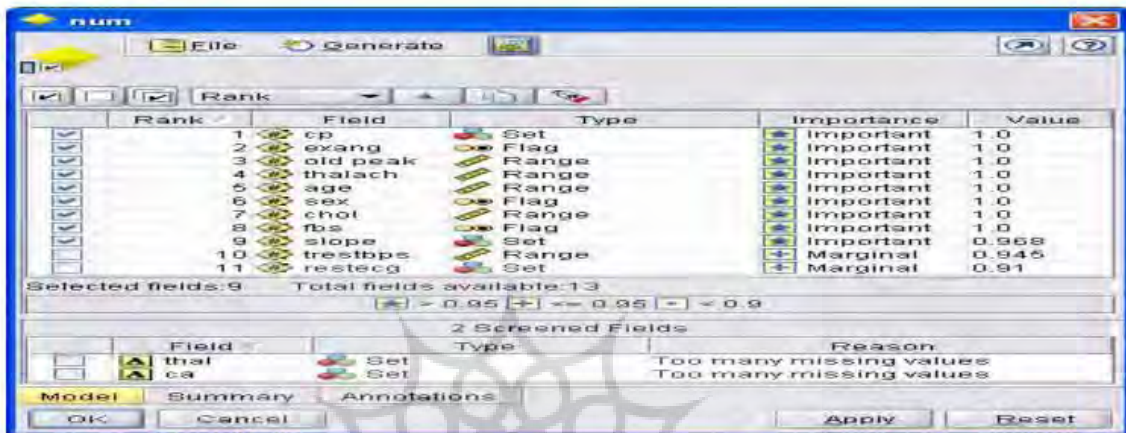 num
File Generate
Rank
Rank Field Type Importance Value
1 cp Set Important 1.0
2 exang Flag Important 1.0
3 old peak Range Important 1.0
4 thalach Range Important 1.0
5 age Range Important 1.0
6 sex Flag Important 1.0
7 chol Range Important 1.0
8 fbs Flag Important 1.0
9 slope Set Important 0.968
10 trestbps Range Marginal 0.945
11 restecg Set Marginal 0.91
Selected fields:9 Total fields available:13
> 0.95 + <= 0.95 - < 0.9
2 Screened Fields
Field Type Reason
A thal Set Too many missing values
A ca Set Too many missing values
Model Summary Annotations
OK Cancel Apply Reset